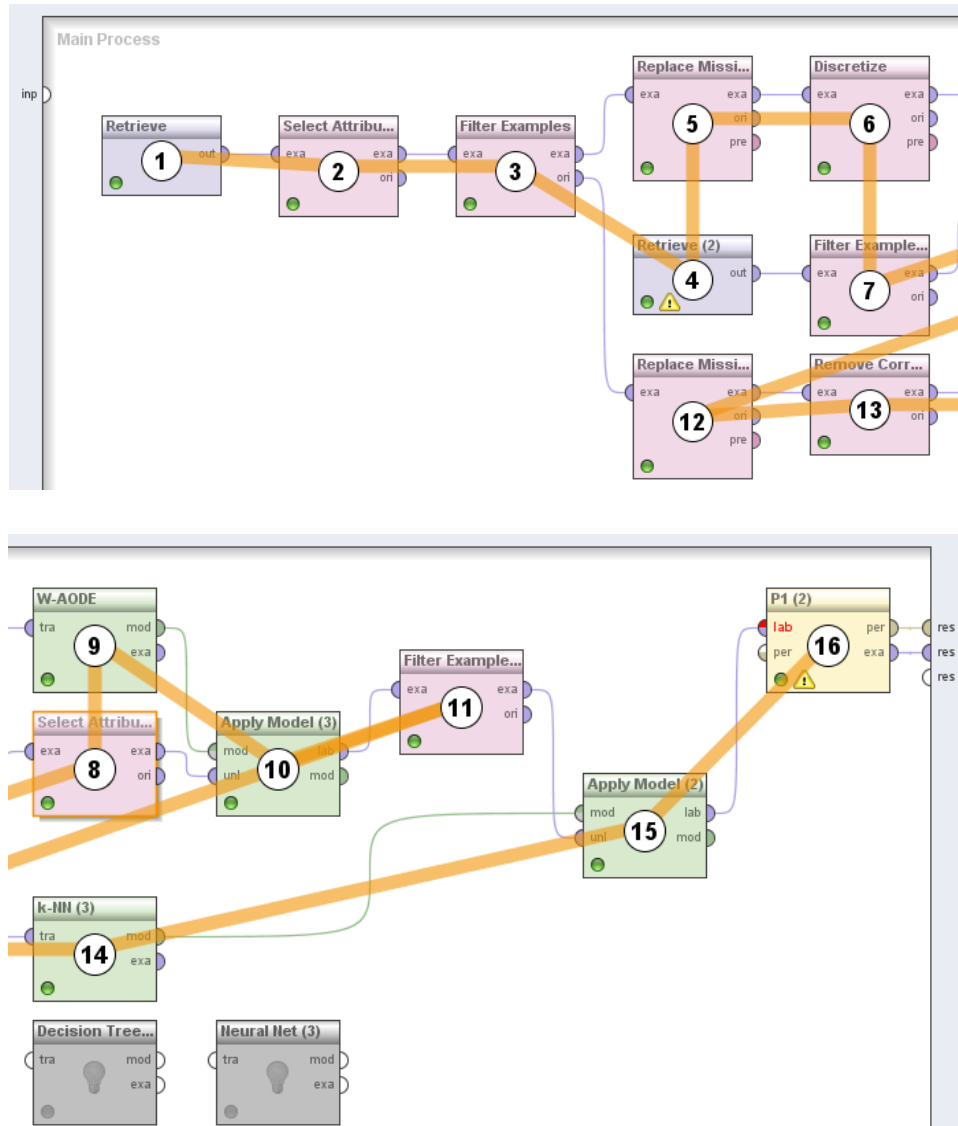 Main Process
inp
Retrieve
out
1
Select Attribu...
exa
exa
ori
2
Filter Examples
exa
exa
ori
3
Replace Missi...
exa
exa
ori
pre
5
Discretize
exa
exa
ori
pre
6
Retrieve (2)
out
4
Filter Example...
exa
exa
ori
7
Replace Missi...
exa
exa
ori
pre
12
Remove Corr...
exa
exa
ori
13
W-AODE
tra
mod
exa
9
Select Attribu...
exa
exa
ori
8
Apply Model (3)
mod
lab
unl
mod
10
Filter Example...
exa
exa
ori
11
Apply Model (2)
mod
lab
unl
mod
15
P1 (2)
lab
per
per
exa
16
res
res
res
k-NN (3)
tra
mod
exa
14
Decision Tree...
tra
mod
exa
Neural Net (3)
tra
mod
exa